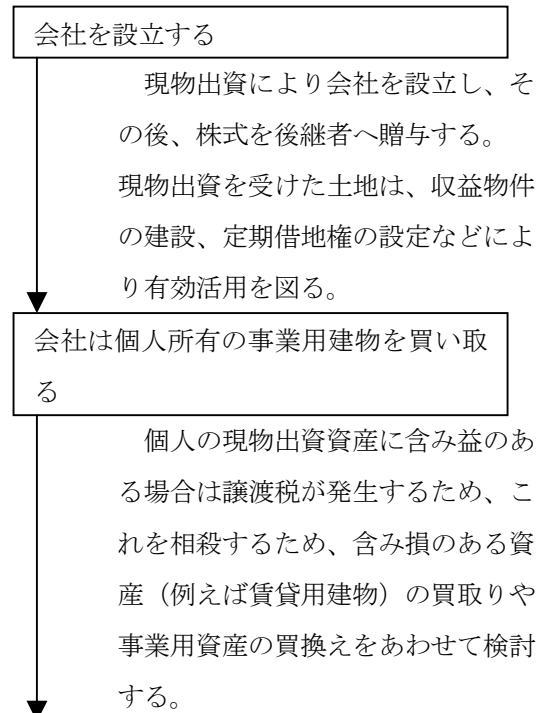 会社を設立する
現物出資により会社を設立し、そ
の後、株式を後継者へ贈与する。
現物出資を受けた土地は、収益物件
の建設、定期借地権の設定などによ
り有効活用を図る。
会社は個人所有の事業用建物を買い取
る
個人の現物出資資産に含み益のあ
る場合は譲渡税が発生するため、こ
れを相殺するため、含み損のある資
産（例えば賃貸用建物）の買取りや
事業用資産の買換えをあわせて検討
する。